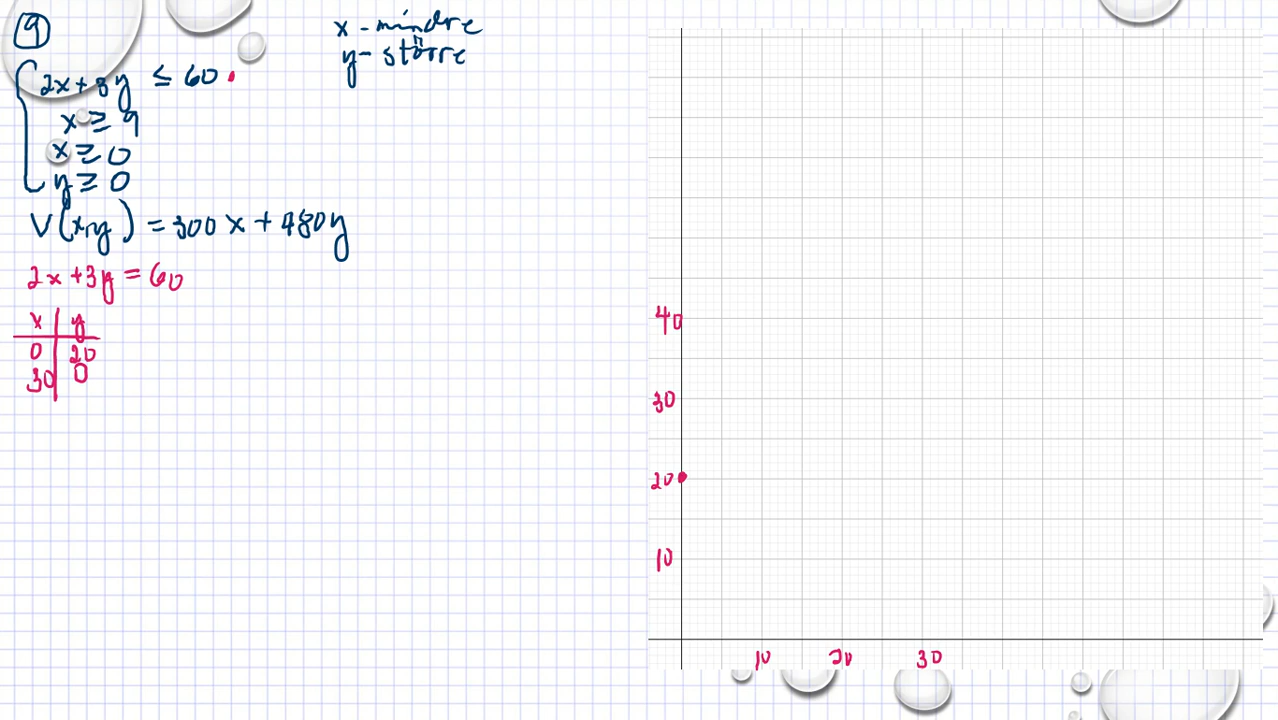 9
x - mindre
y - större
2x + 3y ≤ 60
x ≥ 9
x ≥ 0
y ≥ 0
V(x,y) = 300x + 480y
2x + 3y = 60
x | y
0 | 20
30 | 0
40
30
20
10
10 20 30